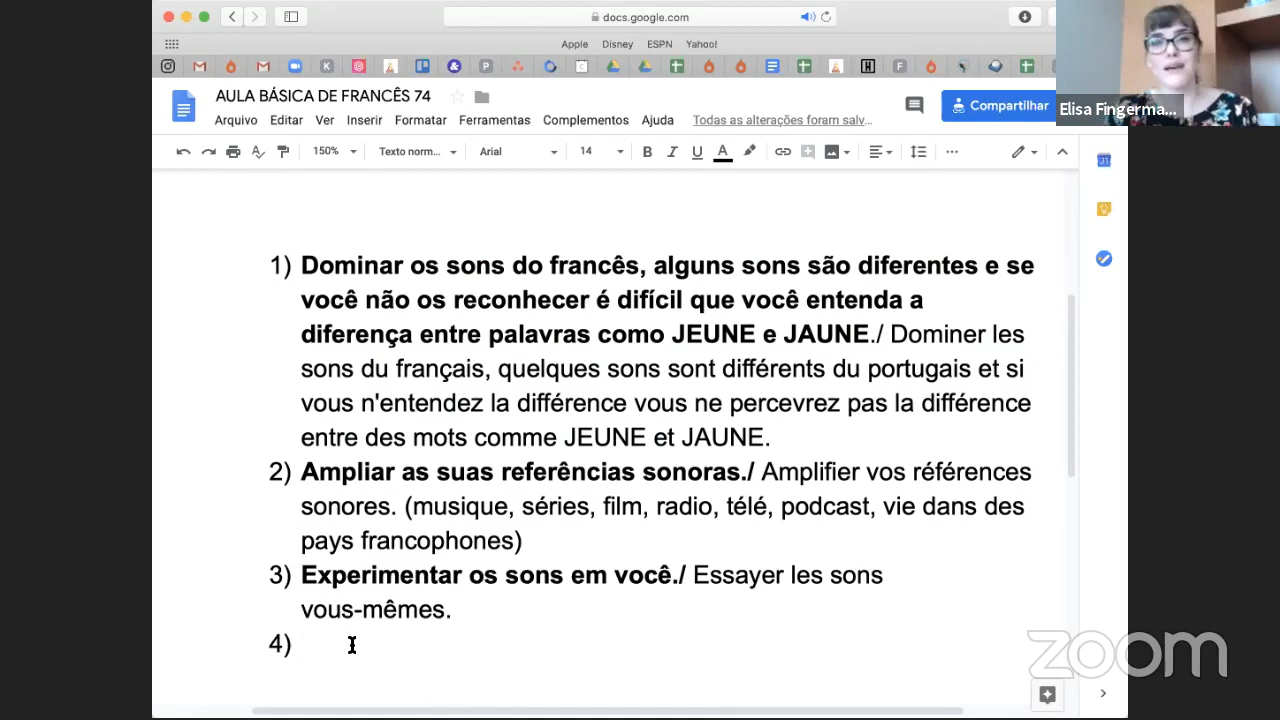 docs.google.com
Apple Disney ESPN Yahoo!
AULA BÁSICA DE FRANCÊS 74
Compartilhar
Elisa Fingerma...
Arquivo Editar Ver Inserir Formatar Ferramentas Complementos Ajuda Todas as alterações foram salv...
150% Texto norm... Arial 14 B I U A
31
1) Dominar os sons do francês, alguns sons são diferentes e se
você não os reconhecer é difícil que você entenda a
diferença entre palavras como JEUNE e JAUNE./ Dominer les
sons du français, quelques sons sont différents du portugais et si
vous n'entendez la différence vous ne percevrez pas la différence
entre des mots comme JEUNE et JAUNE.
2) Ampliar as suas referências sonoras./ Amplifier vos références
sonores. (musique, séries, film, radio, télé, podcast, vie dans des
pays francophones)
3) Experimentar os sons em você./ Essayer les sons
vous-mêmes.
4)
zoom